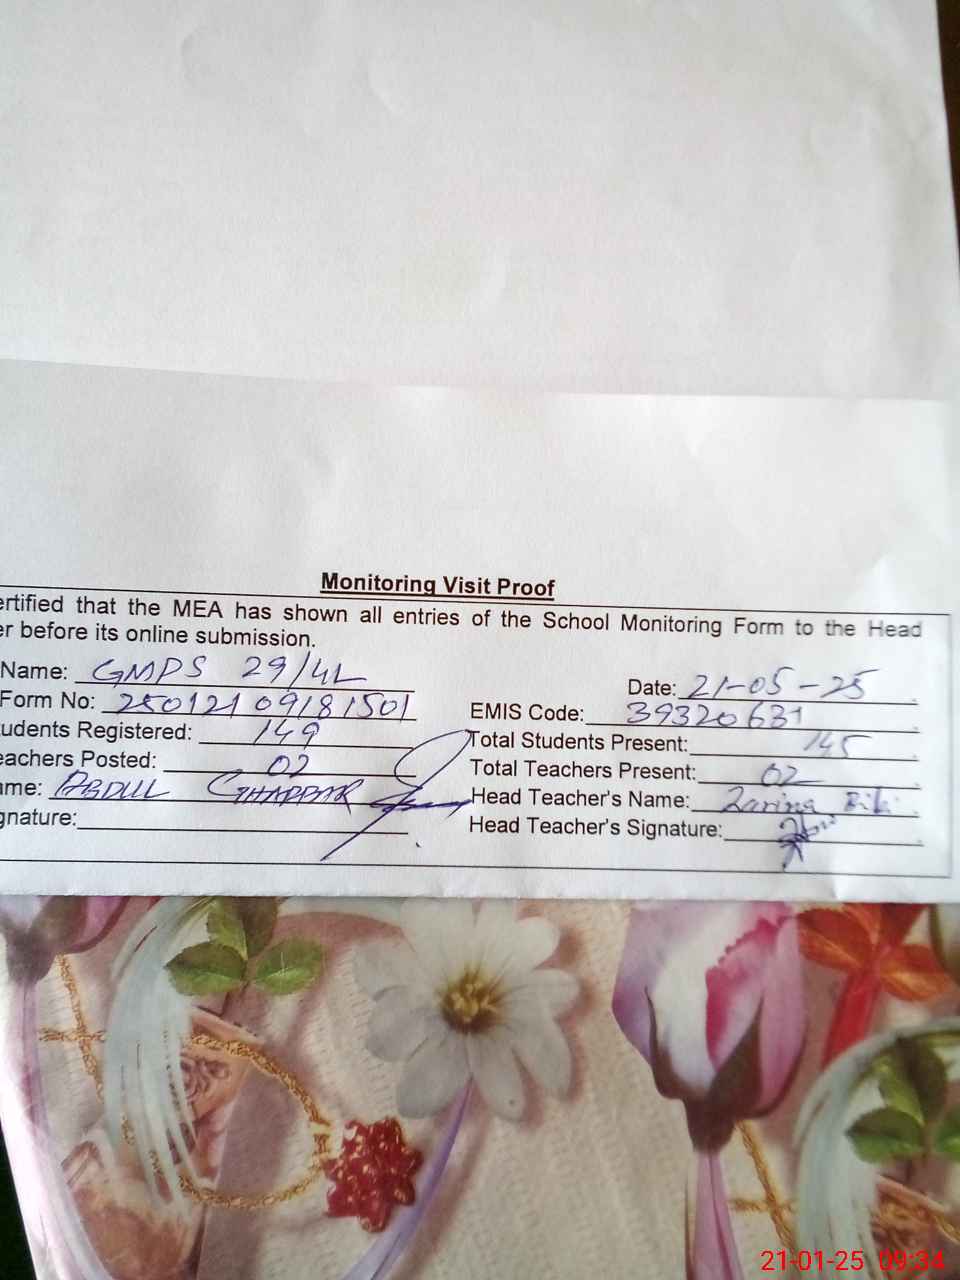 Monitoring Visit Proof
ertified that the MEA has shown all entries of the School Monitoring Form to the Head
er before its online submission.
Name: GMPS 29/4L Date: 21-05-25
Form No: 25012109181501 EMIS Code: 39320631
udents Registered: 149 Total Students Present: 145
eachers Posted: 02 Total Teachers Present: 02
ame: ABDUL GHAFFAR Head Teacher's Name: Zarina Bibi
gnature: Head Teacher's Signature:
21-01-25 09:34